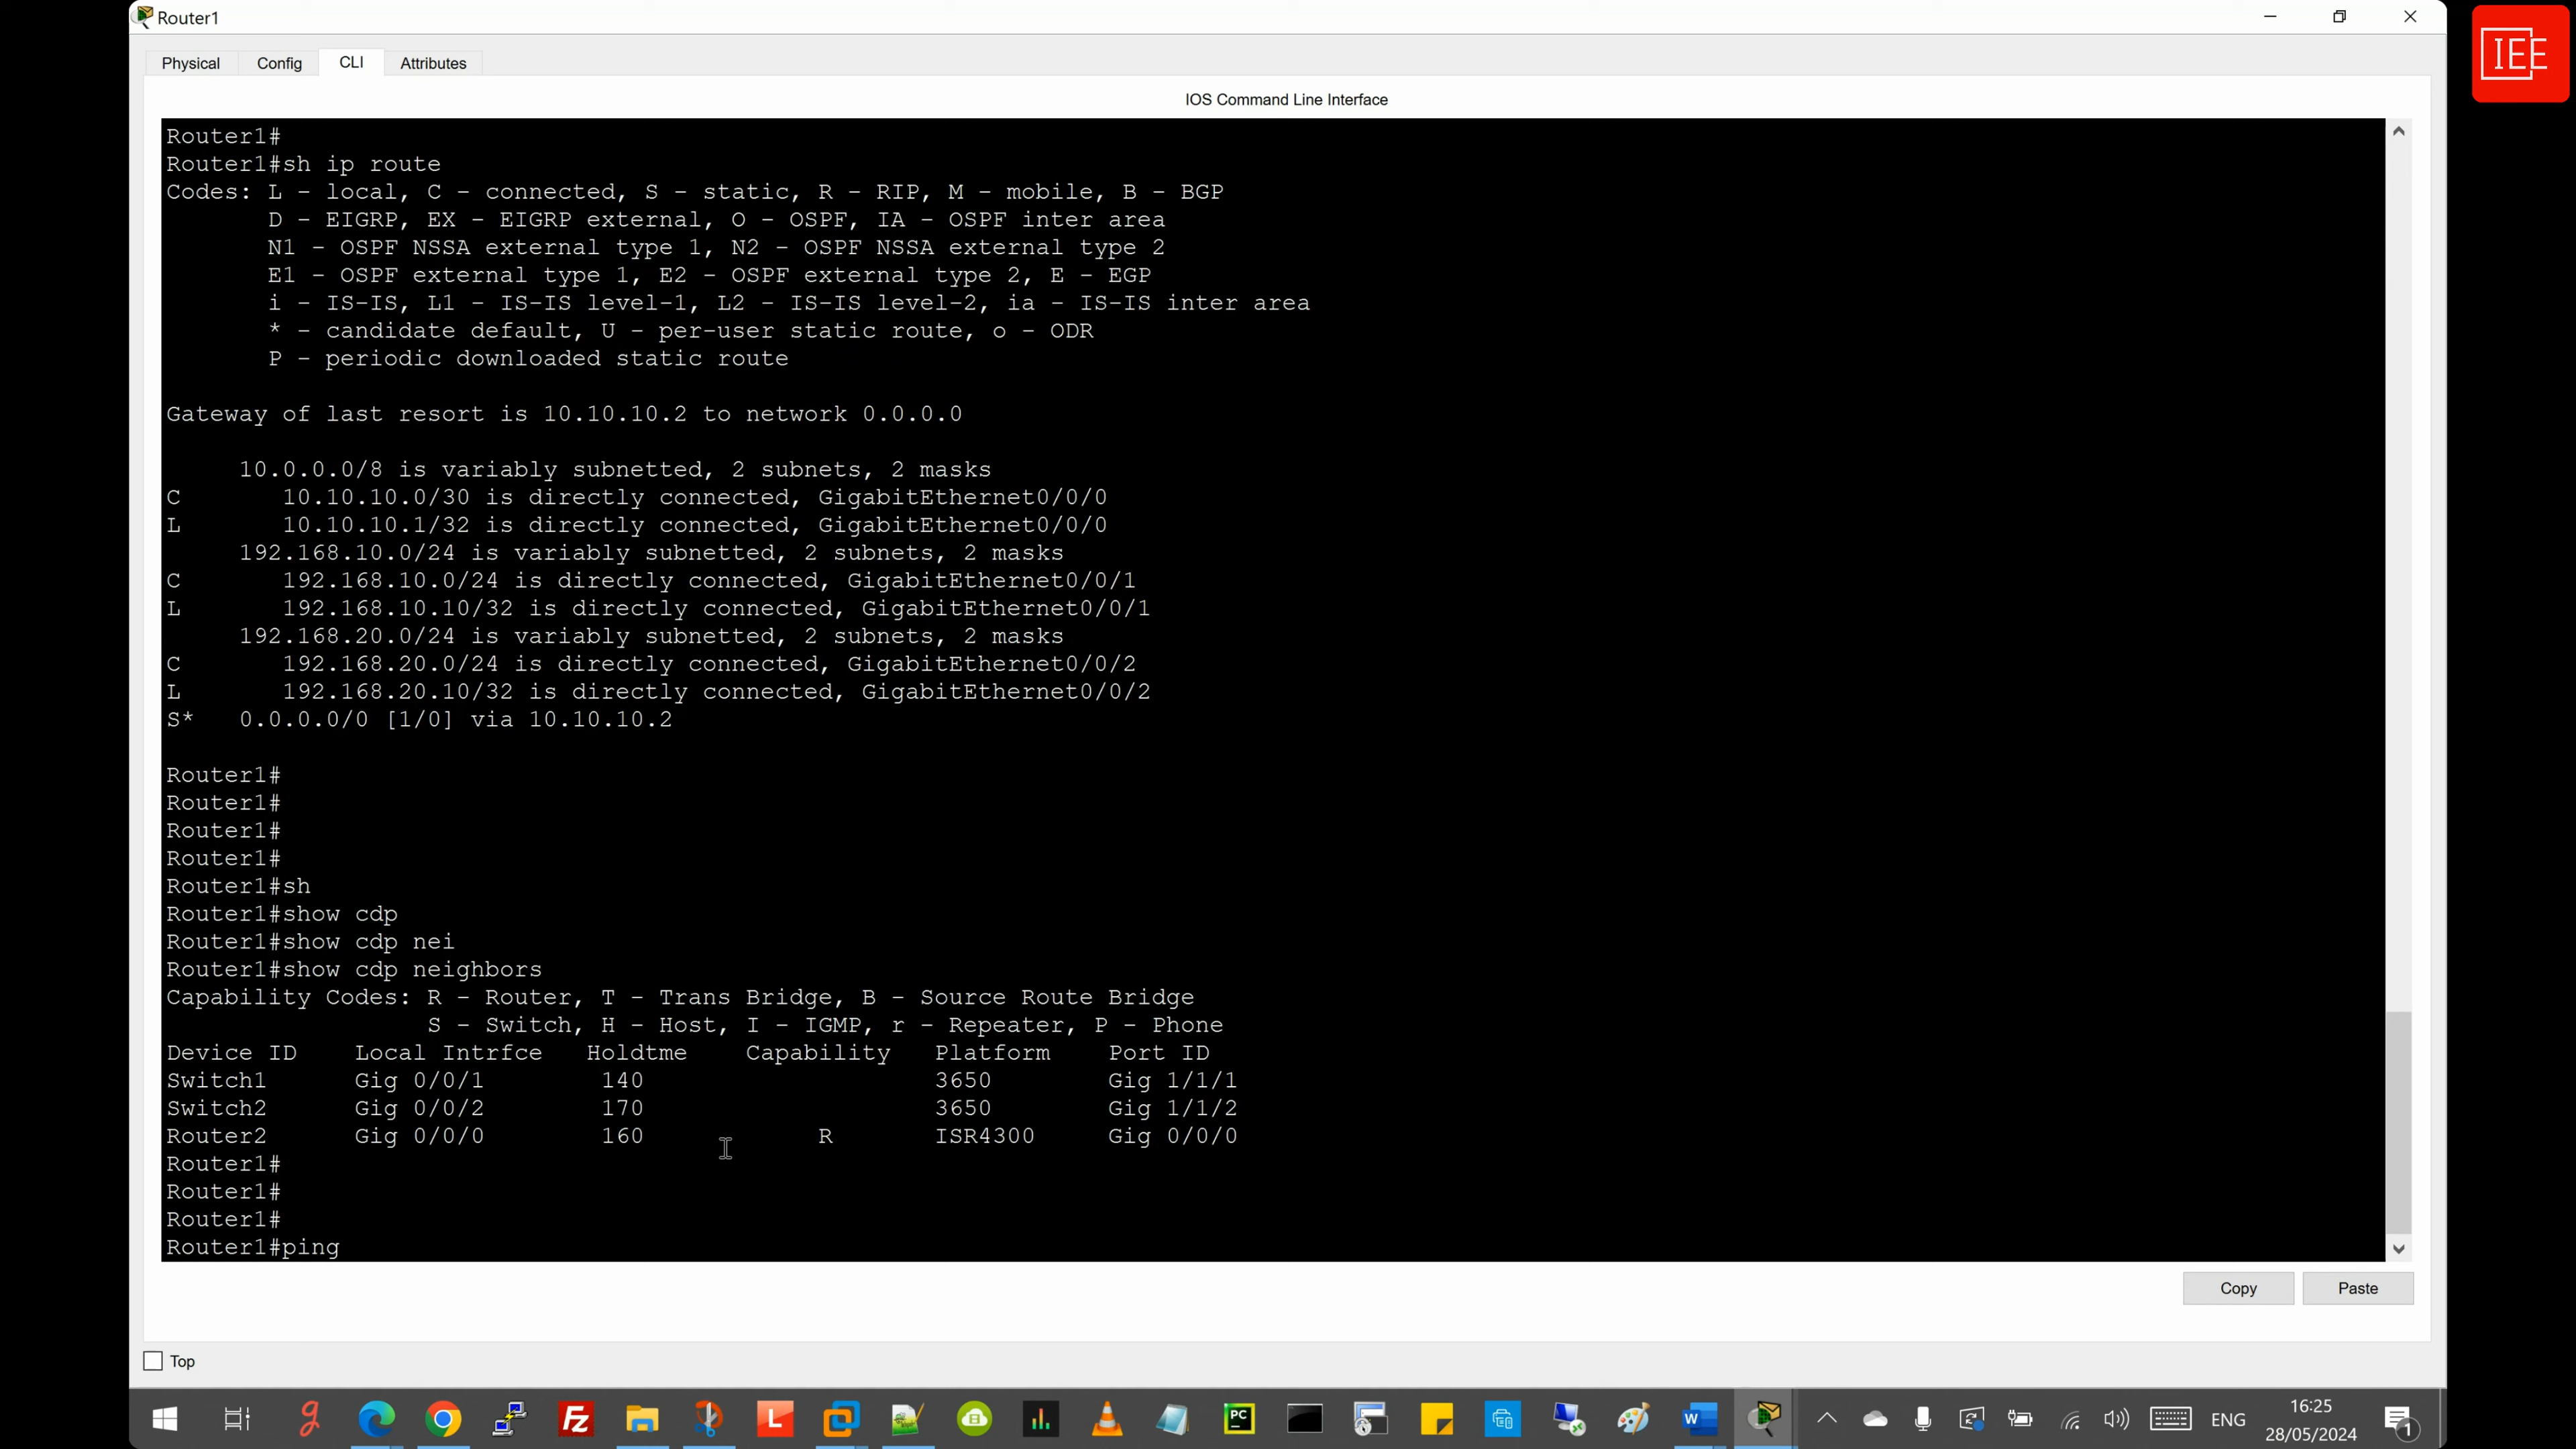 Router1
IEE
Physical Config CLI Attributes
IOS Command Line Interface
Router1#
Router1#sh ip route
Codes: L - local, C - connected, S - static, R - RIP, M - mobile, B - BGP
D - EIGRP, EX - EIGRP external, O - OSPF, IA - OSPF inter area
N1 - OSPF NSSA external type 1, N2 - OSPF NSSA external type 2
E1 - OSPF external type 1, E2 - OSPF external type 2, E - EGP
i - IS-IS, L1 - IS-IS level-1, L2 - IS-IS level-2, ia - IS-IS inter area
* - candidate default, U - per-user static route, o - ODR
P - periodic downloaded static route
Gateway of last resort is 10.10.10.2 to network 0.0.0.0
10.0.0.0/8 is variably subnetted, 2 subnets, 2 masks
C 10.10.10.0/30 is directly connected, GigabitEthernet0/0/0
L 10.10.10.1/32 is directly connected, GigabitEthernet0/0/0
192.168.10.0/24 is variably subnetted, 2 subnets, 2 masks
C 192.168.10.0/24 is directly connected, GigabitEthernet0/0/1
L 192.168.10.10/32 is directly connected, GigabitEthernet0/0/1
192.168.20.0/24 is variably subnetted, 2 subnets, 2 masks
C 192.168.20.0/24 is directly connected, GigabitEthernet0/0/2
L 192.168.20.10/32 is directly connected, GigabitEthernet0/0/2
S* 0.0.0.0/0 [1/0] via 10.10.10.2
Router1#
Router1#
Router1#
Router1#
Router1#sh
Router1#show cdp
Router1#show cdp nei
Router1#show cdp neighbors
Capability Codes: R - Router, T - Trans Bridge, B - Source Route Bridge
S - Switch, H - Host, I - IGMP, r - Repeater, P - Phone
Device ID Local Intrfce Holdtme Capability Platform Port ID
Switch1 Gig 0/0/1 140 3650 Gig 1/1/1
Switch2 Gig 0/0/2 170 3650 Gig 1/1/2
Router2 Gig 0/0/0 160 R ISR4300 Gig 0/0/0
Router1#
Router1#
Router1#
Router1#ping
Copy Paste
Top
ENG
16:25
28/05/2024